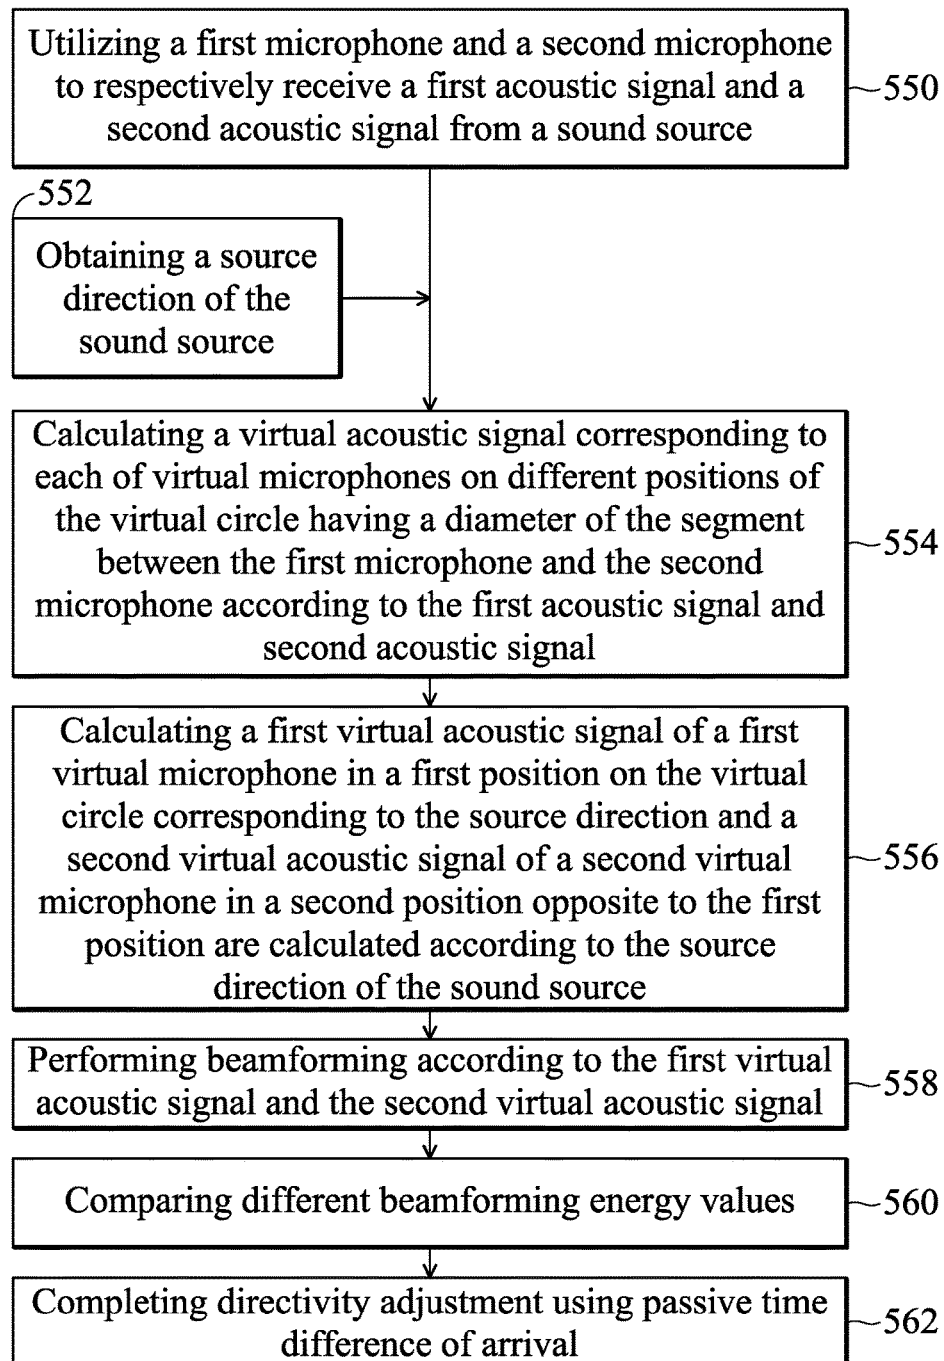 Utilizing a first microphone and a second microphone
to respectively receive a first acoustic signal and a
second acoustic signal from a sound source
550
552
Obtaining a source
direction of the
sound source
Calculating a virtual acoustic signal corresponding to
each of virtual microphones on different positions of
the virtual circle having a diameter of the segment
between the first microphone and the second
microphone according to the first acoustic signal and
second acoustic signal
554
Calculating a first virtual acoustic signal of a first
virtual microphone in a first position on the virtual
circle corresponding to the source direction and a
second virtual acoustic signal of a second virtual
microphone in a second position opposite to the first
position are calculated according to the source
direction of the sound source
556
Performing beamforming according to the first virtual
acoustic signal and the second virtual acoustic signal
558
Comparing different beamforming energy values
560
Completing directivity adjustment using passive time
difference of arrival
562